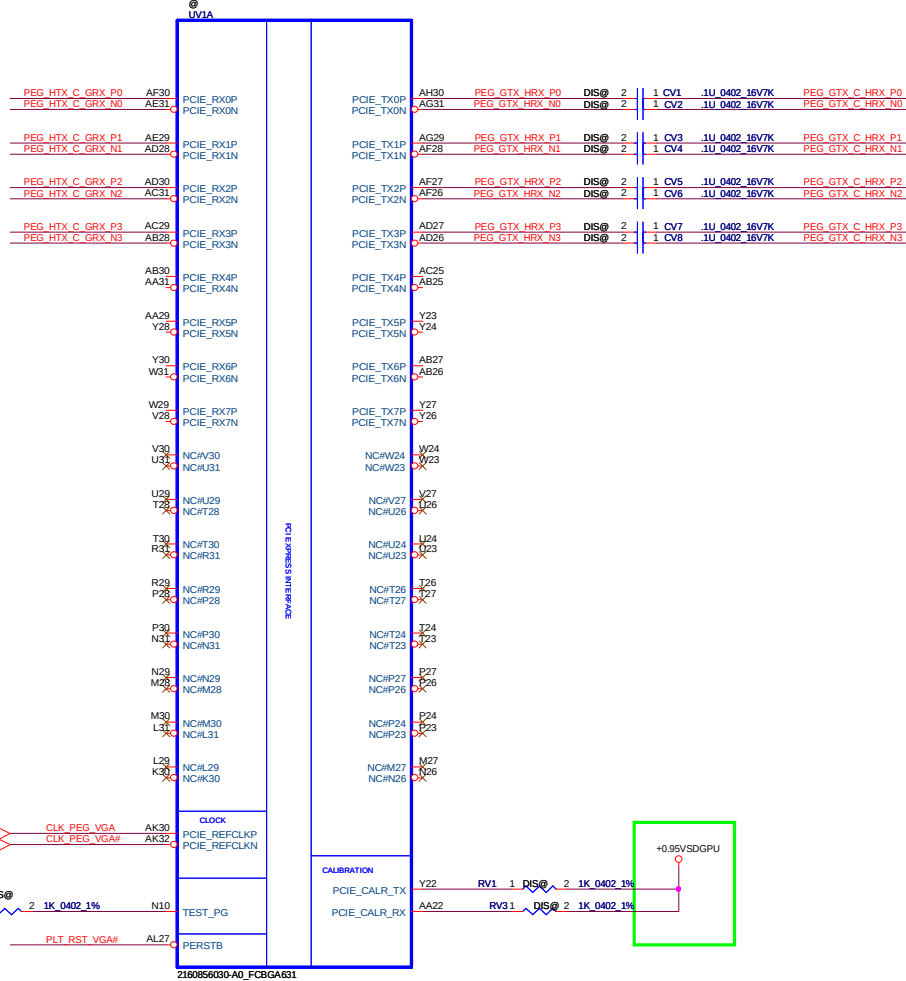 @
UV1A
PEG_HTX_C_GRX_P0 AF30 PCIE_RX0P PCIE_TX0P AH30 PEG_GTX_HRX_P0 DIS@ 2 1 CV1 .1U_0402_16V7K PEG_GTX_C_HRX_P0
PEG_HTX_C_GRX_N0 AE31 PCIE_RX0N PCIE_TX0N AG31 PEG_GTX_HRX_N0 DIS@ 2 1 CV2 .1U_0402_16V7K PEG_GTX_C_HRX_N0
PEG_HTX_C_GRX_P1 AE29 PCIE_RX1P PCIE_TX1P AG29 PEG_GTX_HRX_P1 DIS@ 2 1 CV3 .1U_0402_16V7K PEG_GTX_C_HRX_P1
PEG_HTX_C_GRX_N1 AD28 PCIE_RX1N PCIE_TX1N AF28 PEG_GTX_HRX_N1 DIS@ 2 1 CV4 .1U_0402_16V7K PEG_GTX_C_HRX_N1
PEG_HTX_C_GRX_P2 AD30 PCIE_RX2P PCIE_TX2P AF27 PEG_GTX_HRX_P2 DIS@ 2 1 CV5 .1U_0402_16V7K PEG_GTX_C_HRX_P2
PEG_HTX_C_GRX_N2 AC31 PCIE_RX2N PCIE_TX2N AF26 PEG_GTX_HRX_N2 DIS@ 2 1 CV6 .1U_0402_16V7K PEG_GTX_C_HRX_N2
PEG_HTX_C_GRX_P3 AC29 PCIE_RX3P PCIE_TX3P AD27 PEG_GTX_HRX_P3 DIS@ 2 1 CV7 .1U_0402_16V7K PEG_GTX_C_HRX_P3
PEG_HTX_C_GRX_N3 AB28 PCIE_RX3N PCIE_TX3N AD26 PEG_GTX_HRX_N3 DIS@ 2 1 CV8 .1U_0402_16V7K PEG_GTX_C_HRX_N3
AB30 PCIE_RX4P PCIE_TX4P AC25
AA31 PCIE_RX4N PCIE_TX4N AB25
AA29 PCIE_RX5P PCIE_TX5P Y23
Y28 PCIE_RX5N PCIE_TX5N Y24
Y30 PCIE_RX6P PCIE_TX6P AB27
W31 PCIE_RX6N PCIE_TX6N AB26
W29 PCIE_RX7P PCIE_TX7P Y27
V28 PCIE_RX7N PCIE_TX7N Y26
V30 NC#V30 NC#W24 W24
U31 NC#U31 NC#W23 W23
U29 NC#U29 NC#V27 V27
T28 NC#T28 NC#U26 U26
T30 NC#T30 NC#U24 U24
R31 NC#R31 NC#U23 U23
R29 NC#R29 NC#T26 T26
P28 NC#P28 NC#T27 T27
P30 NC#P30 NC#T24 T24
N31 NC#N31 NC#T23 T23
N29 NC#N29 NC#P27 P27
M28 NC#M28 NC#P26 P26
M30 NC#M30 NC#P24 P24
L31 NC#L31 NC#P23 P23
L29 NC#L29 NC#M27 M27
K30 NC#K30 NC#N26 N26
PCI EXPRESS INTERFACE
CLOCK
CLK_PEG_VGA AK30 PCIE_REFCLKP
CLK_PEG_VGA# AK32 PCIE_REFCLKN
+0.95VSDGPU
CALIBRATION
PCIE_CALR_TX Y22 RV1 1 DIS@ 2 1K_0402_1%
S@ 2 1K_0402_1% N10 TEST_PG PCIE_CALR_RX AA22 RV3 1 DIS@ 2 1K_0402_1%
PLT_RST_VGA# AL27 PERSTB
2160856030-A0_FCBGA631